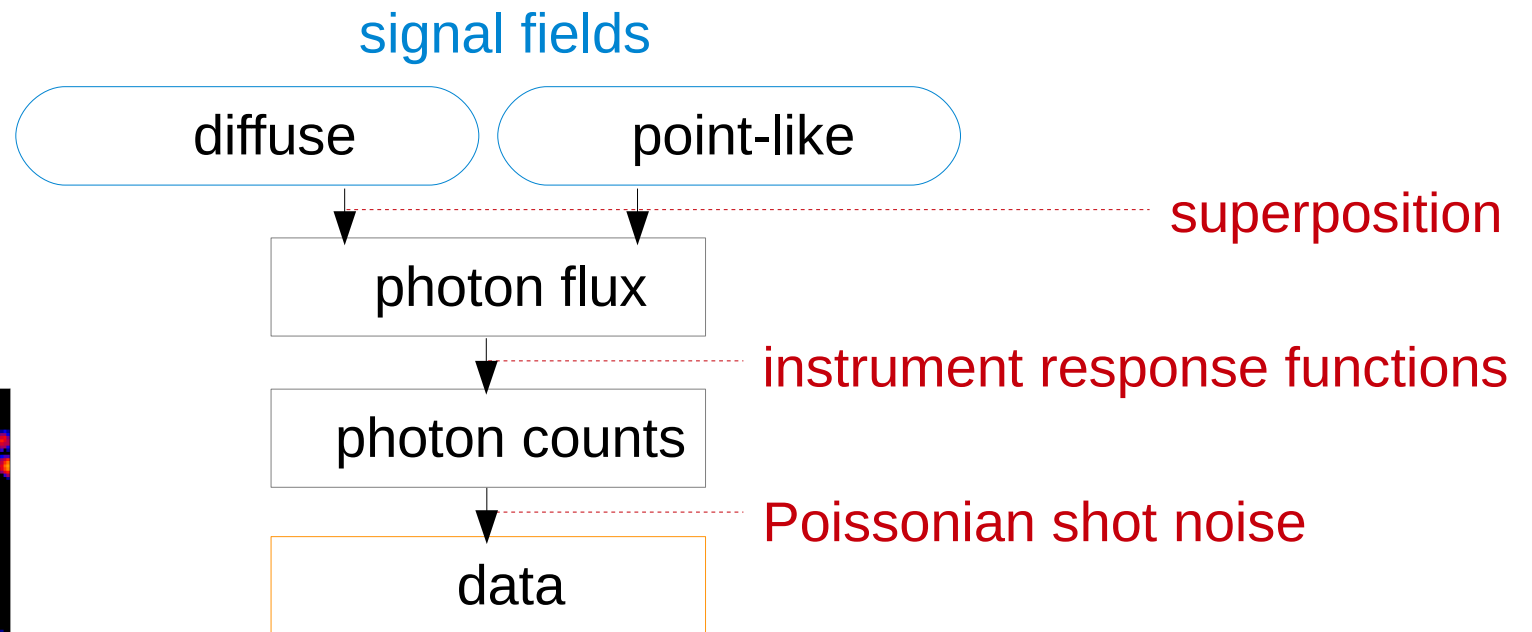 signal fields
diffuse
point-like
superposition
photon flux
instrument response functions
photon counts
Poissonian shot noise
data